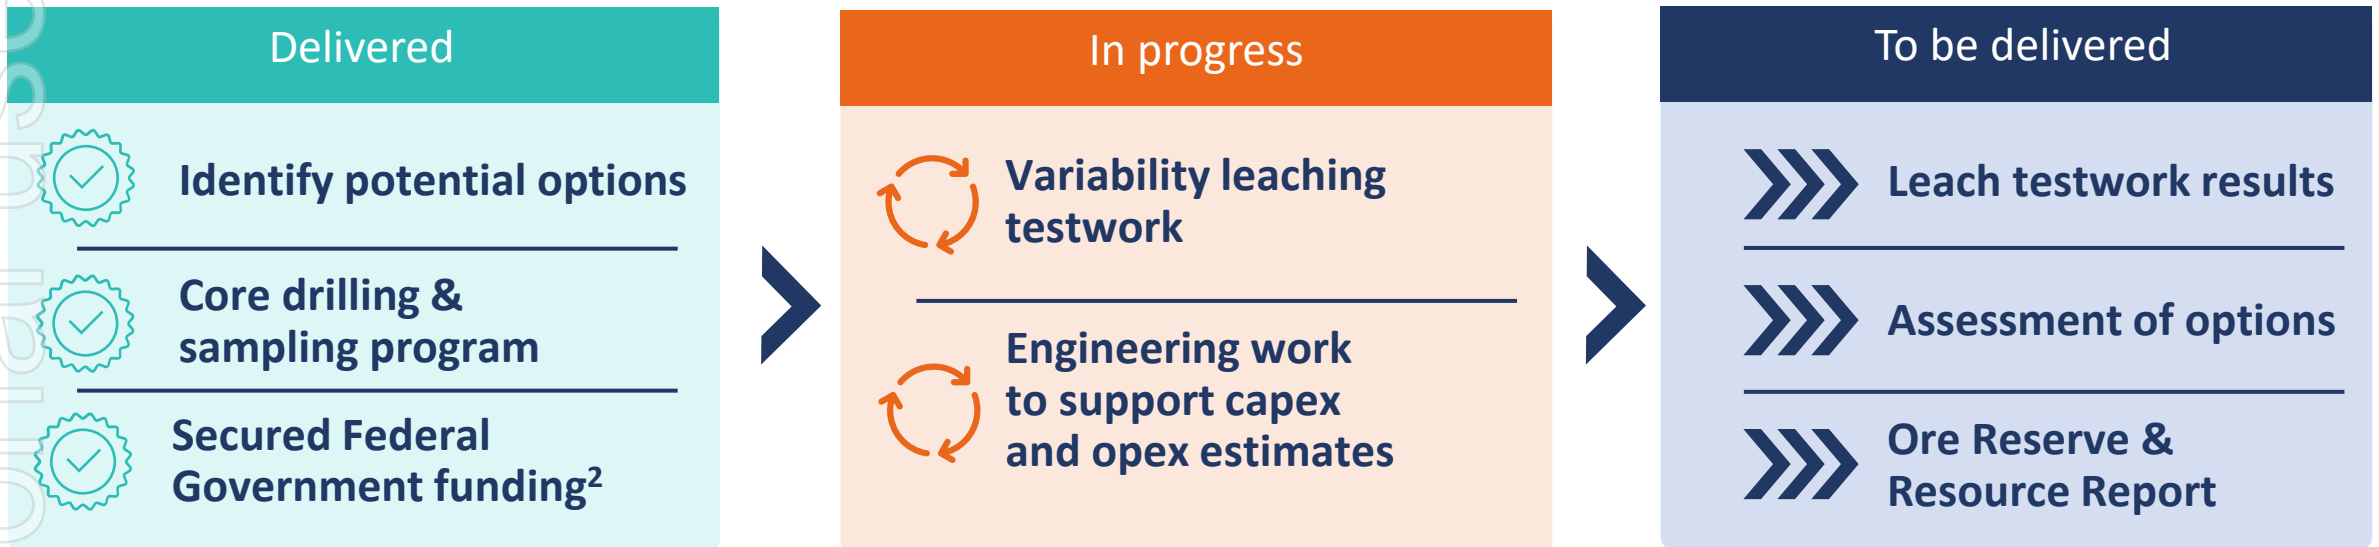 Delivered
Identify potential options
Core drilling &
sampling program
Secured Federal
Government funding²
In progress
Variability leaching
testwork
Engineering work
to support capex
and opex estimates
To be delivered
Leach testwork results
Assessment of options
Ore Reserve &
Resource Report